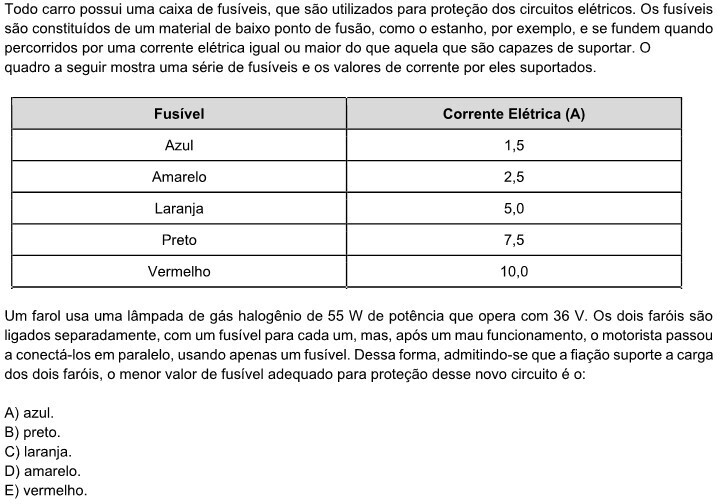 Todo carro possui uma caixa de fusíveis, que são utilizados para proteção dos circuitos elétricos. Os fusíveis
são constituídos de um material de baixo ponto de fusão, como o estanho, por exemplo, e se fundem quando
percorridos por uma corrente elétrica igual ou maior do que aquela que são capazes de suportar. O
quadro a seguir mostra uma série de fusíveis e os valores de corrente por eles suportados.
Fusível Corrente Elétrica (A)
Azul 1,5
Amarelo 2,5
Laranja 5,0
Preto 7,5
Vermelho 10,0
Um farol usa uma lâmpada de gás halogênio de 55 W de potência que opera com 36 V. Os dois faróis são
ligados separadamente, com um fusível para cada um, mas, após um mau funcionamento, o motorista passou
a conectá-los em paralelo, usando apenas um fusível. Dessa forma, admitindo-se que a fiação suporte a carga
dos dois faróis, o menor valor de fusível adequado para proteção desse novo circuito é o:
A) azul.
B) preto.
C) laranja.
D) amarelo.
E) vermelho.